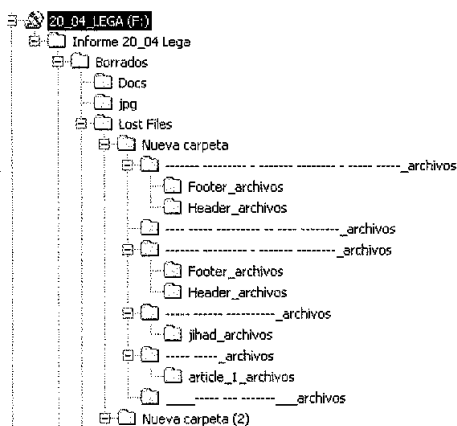 20_04_LEGA (F:)
Informe 20_04 Lega
Borrados
Docs
jpg
Lost Files
Nueva carpeta
-------- --------- - ------- -------- - ----- -----_archivos
Footer_archivos
Header_archivos
----- ---- ----- -- -- ---- --------_archivos
-------- --------- - ------- --------_archivos
Footer_archivos
Header_archivos
----- --- ----- ---------_archivos
jihad_archivos
----- ----_archivos
article_1_archivos
____----- --- -------___archivos
Nueva carpeta (2)